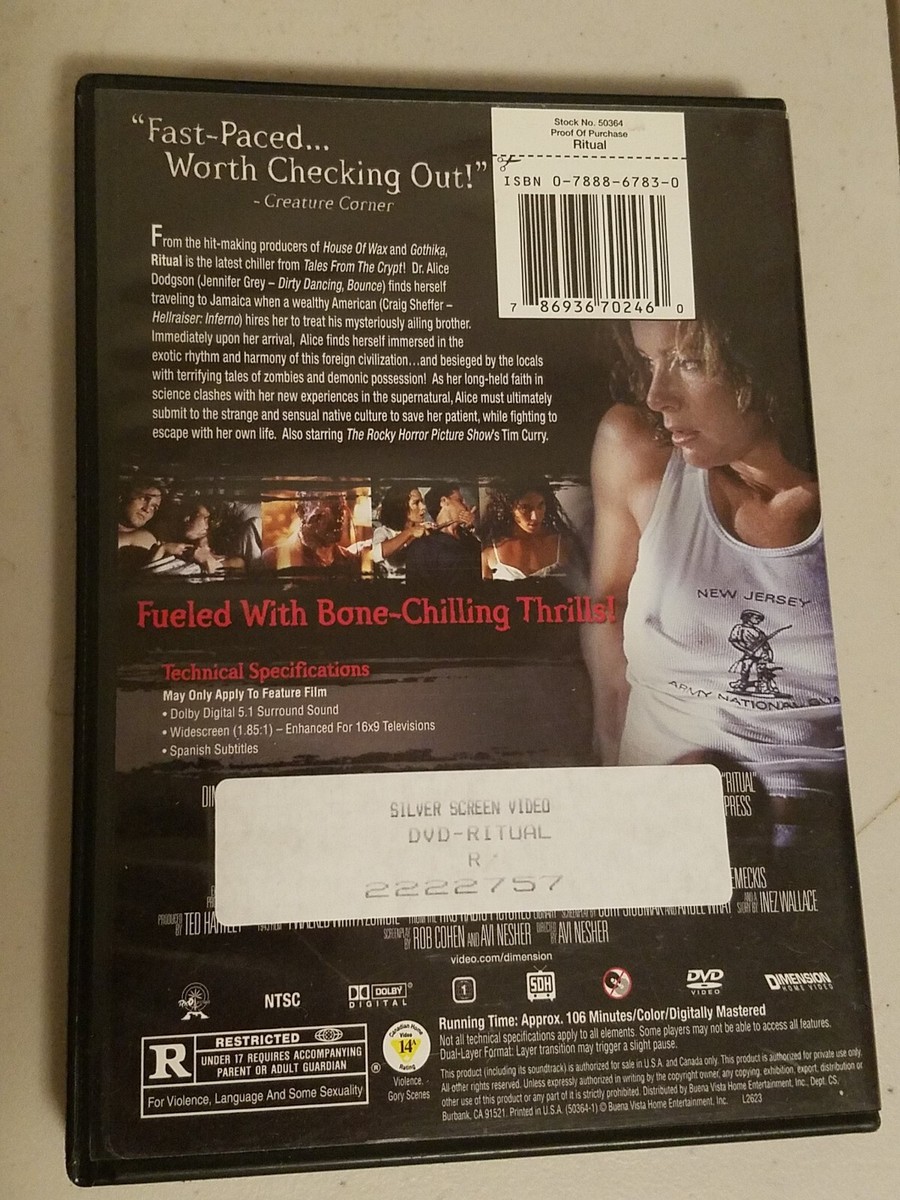 "Fast-Paced...
Worth Checking Out!"
- Creature Corner
Stock No. 50364
Proof Of Purchase
Ritual
ISBN 0-7888-6783-0
7 86936 70246 0
From the hit-making producers of House Of Wax and Gothika,
Ritual is the latest chiller from Tales From The Crypt! Dr. Alice
Dodgson (Jennifer Grey – Dirty Dancing, Bounce) finds herself
traveling to Jamaica when a wealthy American (Craig Sheffer –
Hellraiser: Inferno) hires her to treat his mysteriously ailing brother.
Immediately upon her arrival, Alice finds herself immersed in the
exotic rhythm and harmony of this foreign civilization...and besieged by the locals
with terrifying tales of zombies and demonic possession! As her long-held faith in
science clashes with her new experiences in the supernatural, Alice must ultimately
submit to the strange and sensual native culture to save her patient, while fighting to
escape with her own life. Also starring The Rocky Horror Picture Show's Tim Curry.
NEW JERSEY
ARMY NATIONAL GUA
Fueled With Bone-Chilling Thrills!
Technical Specifications
May Only Apply To Feature Film
• Dolby Digital 5.1 Surround Sound
• Widescreen (1.85:1) – Enhanced For 16x9 Televisions
• Spanish Subtitles
"RITUAL"
PRESS
SILVER SCREEN VIDEO
DVD-RITUAL
R
2222757
EMECKIS
PRODUCED BY TED
AND A STORY BY INEZ WALLACE
SCREENPLAY BY ROB COHEN AND AVI NESHER DIRECTED BY AVI NESHER
video.com/dimension
NTSC
DOLBY DIGITAL
1
SDH
DVD VIDEO
DIMENSION HOME VIDEO
R
RESTRICTED
UNDER 17 REQUIRES ACCOMPANYING
PARENT OR ADULT GUARDIAN
®
For Violence, Language And Some Sexuality
Canadian Home
Video
14A
Rating
Violence.
Gory Scenes
Running Time: Approx. 106 Minutes/Color/Digitally Mastered
Not all technical specifications apply to all elements. Some players may not be able to access all features.
Dual-Layer Format: Layer transition may trigger a slight pause.
This product (including its soundtrack) is authorized for sale in U.S.A. and Canada only. This product is authorized for private use only.
All other rights reserved. Unless expressly authorized in writing by the copyright owner, any copying, exhibition, export, distribution or
other use of this product or any part of it is strictly prohibited. Distributed by Buena Vista Home Entertainment, Inc., Dept. CS,
Burbank, CA 91521. Printed in U.S.A. (50364-1) © Buena Vista Home Entertainment, Inc. L2623